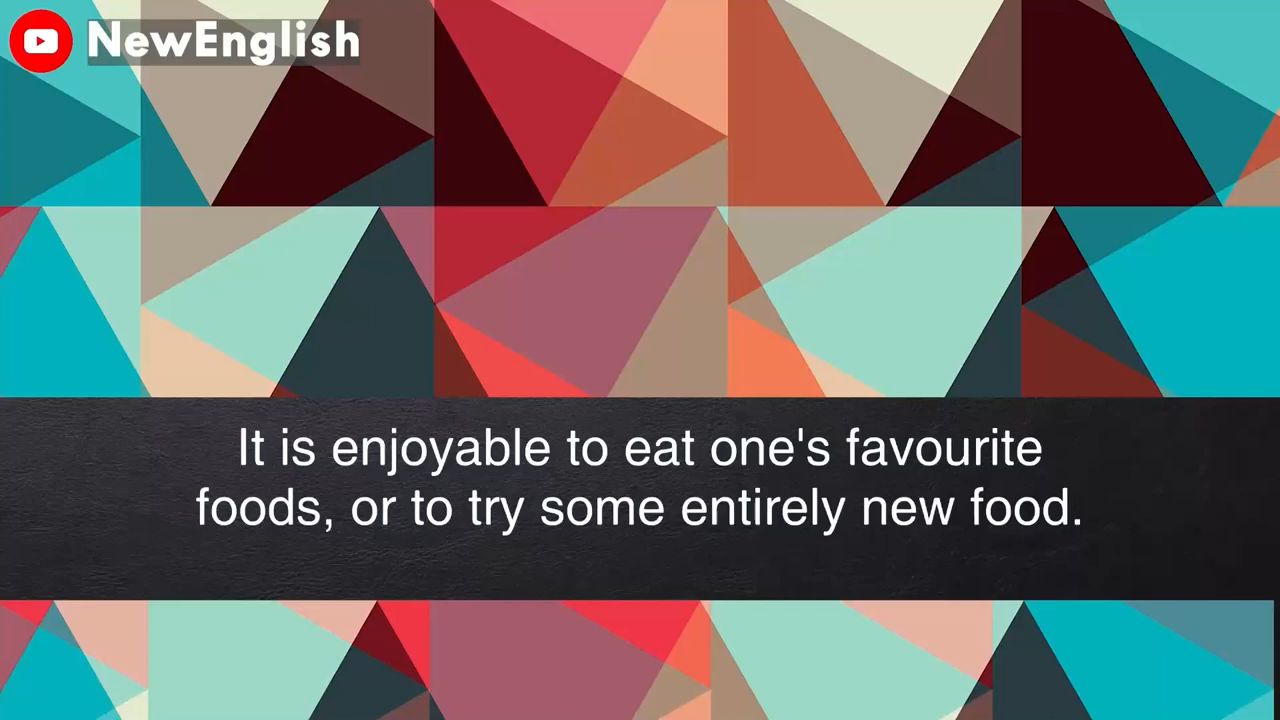 NewEnglish
It is enjoyable to eat one's favourite
foods, or to try some entirely new food.